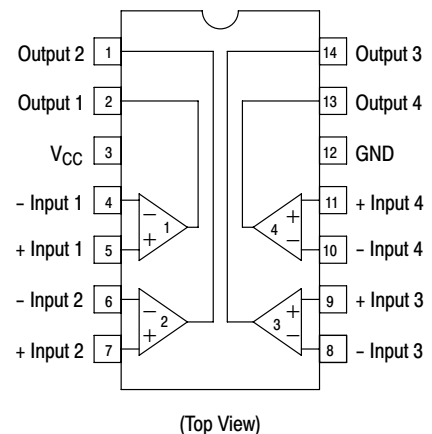 Output 2 1 14 Output 3
Output 1 2 13 Output 4
VCC 3 12 GND
– Input 1 4 – 1 + 11 + Input 4
+ Input 1 5 + 4 – 10 – Input 4
– Input 2 6 – 2 + 9 + Input 3
+ Input 2 7 + 3 – 8 – Input 3
(Top View)